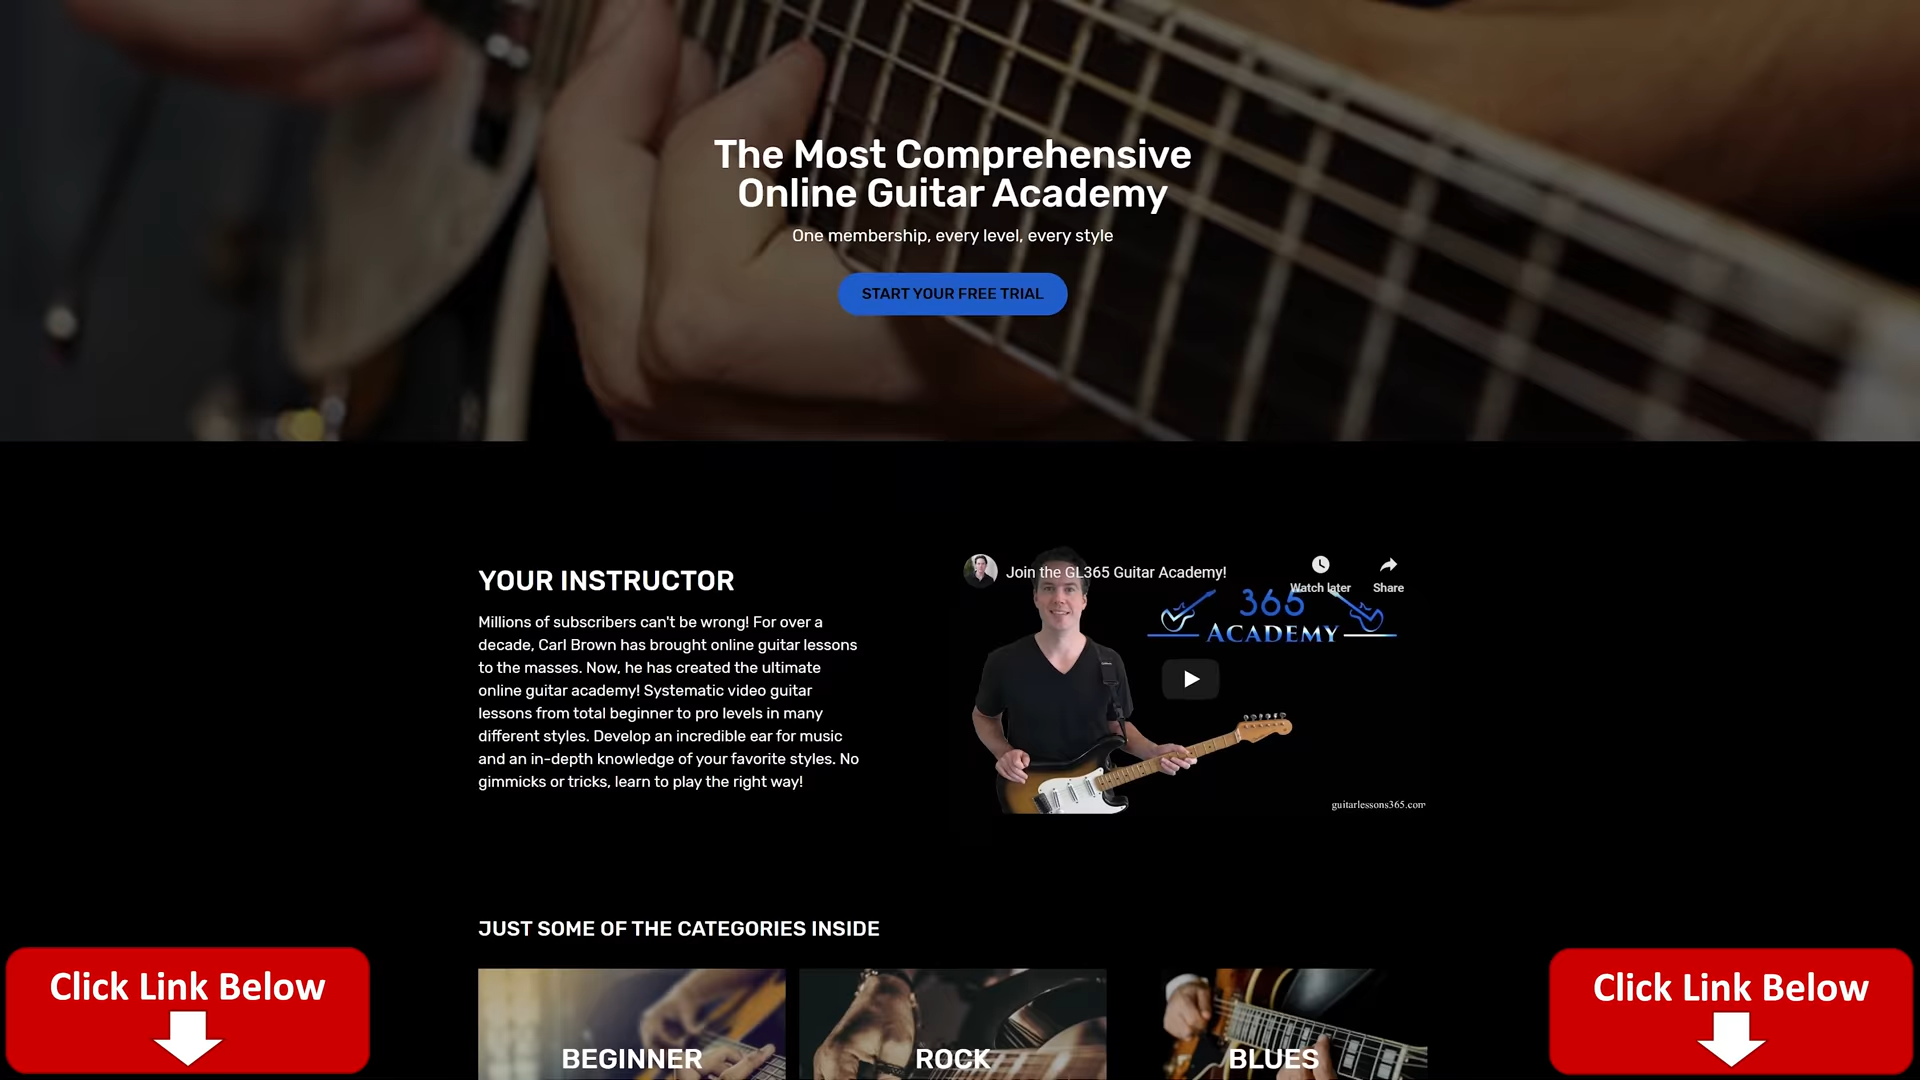 The Most Comprehensive
Online Guitar Academy
One membership, every level, every style
START YOUR FREE TRIAL
YOUR INSTRUCTOR
Millions of subscribers can't be wrong! For over a
decade, Carl Brown has brought online guitar lessons
to the masses. Now, he has created the ultimate
online guitar academy! Systematic video guitar
lessons from total beginner to pro levels in many
different styles. Develop an incredible ear for music
and an in-depth knowledge of your favorite styles. No
gimmicks or tricks, learn to play the right way!
Join the GL365 Guitar Academy!
Watch later
Share
365
ACADEMY
guitarlessons365.com
JUST SOME OF THE CATEGORIES INSIDE
BEGINNER
ROCK
BLUES
Click Link Below
Click Link Below